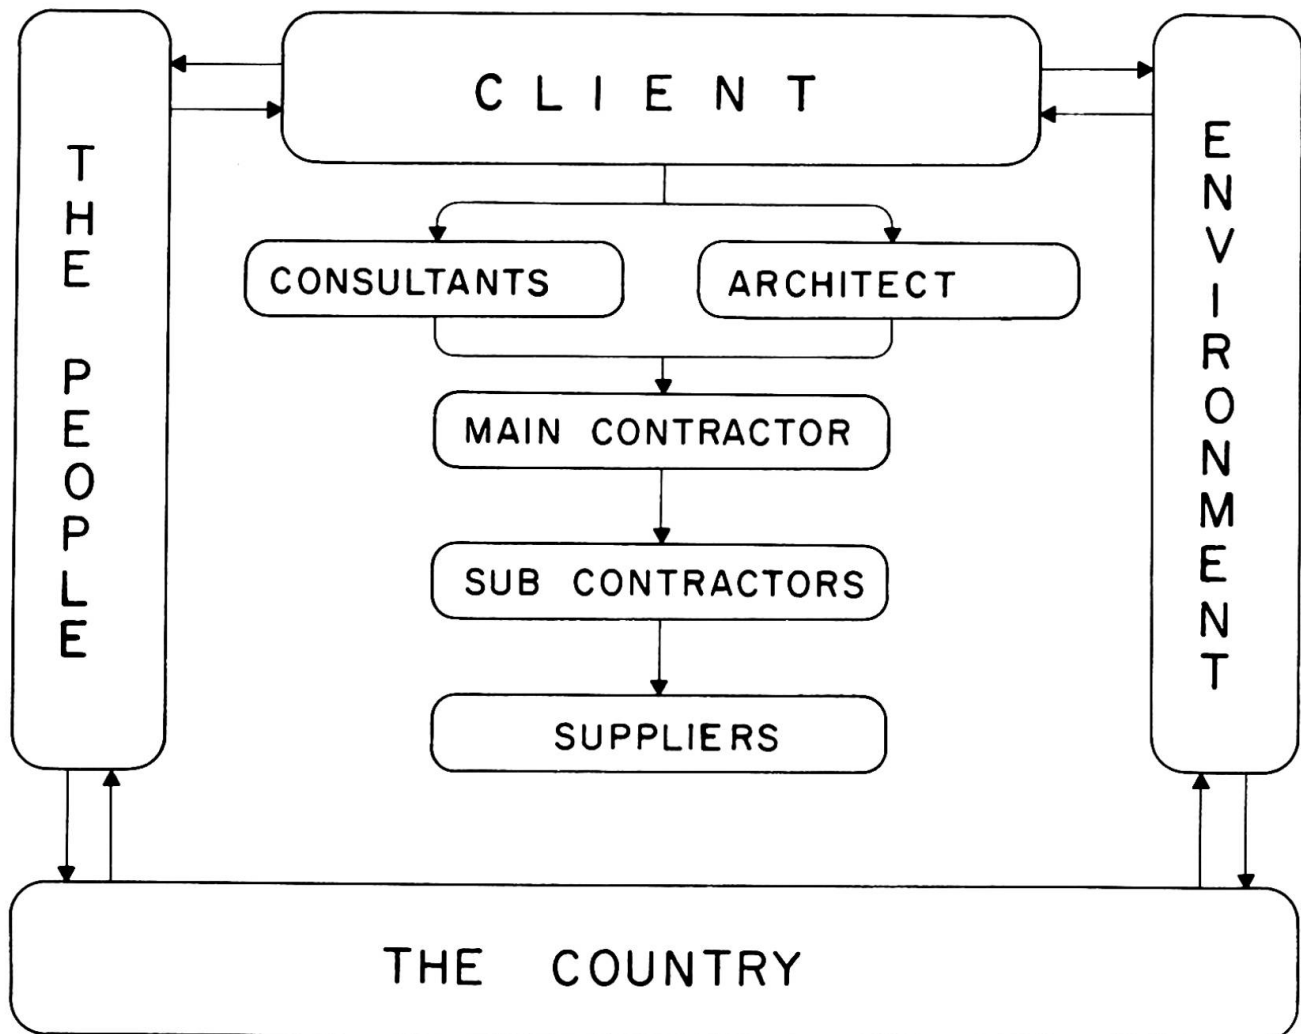 CLIENT
THE PEOPLE
ENVIRONMENT
CONSULTANTS
ARCHITECT
MAIN CONTRACTOR
SUB CONTRACTORS
SUPPLIERS
THE COUNTRY